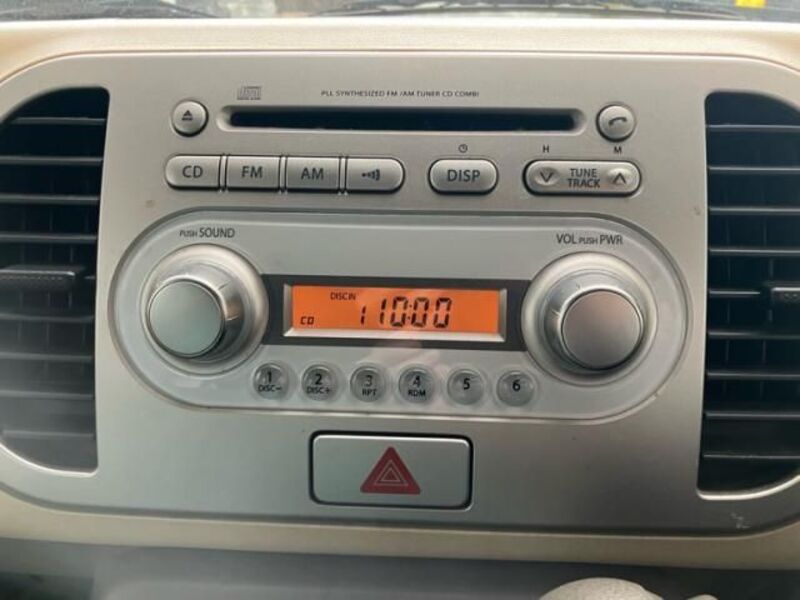 PLL SYNTHESIZED FM /AM TUNER CD COMBI
H M
CD FM AM DISP TUNE TRACK
PUSH SOUND
VOL PUSH PWR
DISC IN
CD 1 10:00
1 DISC- 2 DISC+ 3 RPT 4 RDM 5 6